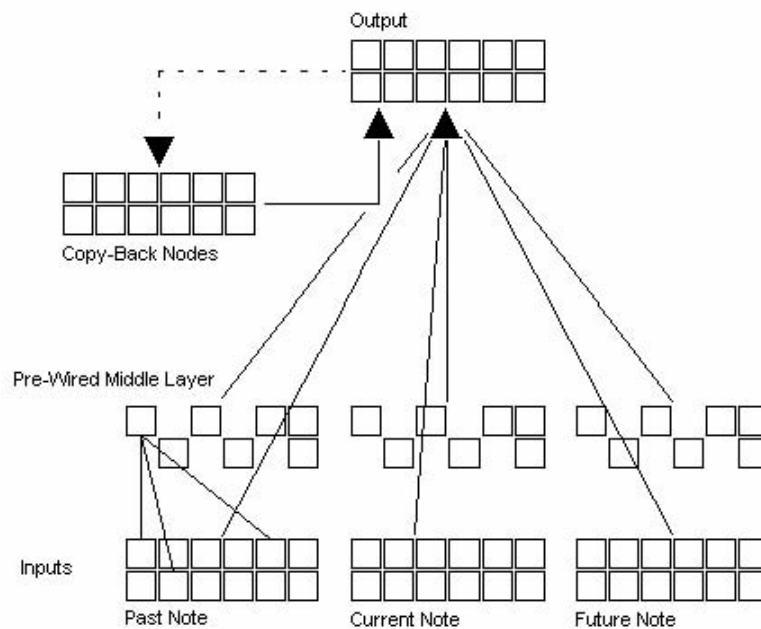 Output
Copy-Back Nodes
Pre-Wired Middle Layer
Inputs
Past Note
Current Note
Future Note